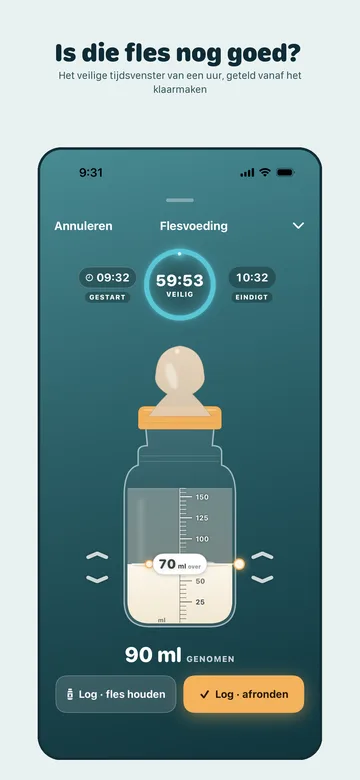 Is die fles nog goed?
Het veilige tijdsvenster van een uur, geteld vanaf het
klaarmaken
9:31
Annuleren
Flesvoeding
09:32
GESTART
59:53
VEILIG
10:32
EINDIGT
150
125
100
70 ml over
50
25
ml
90 ml GENOMEN
Log · fles houden
Log · afronden